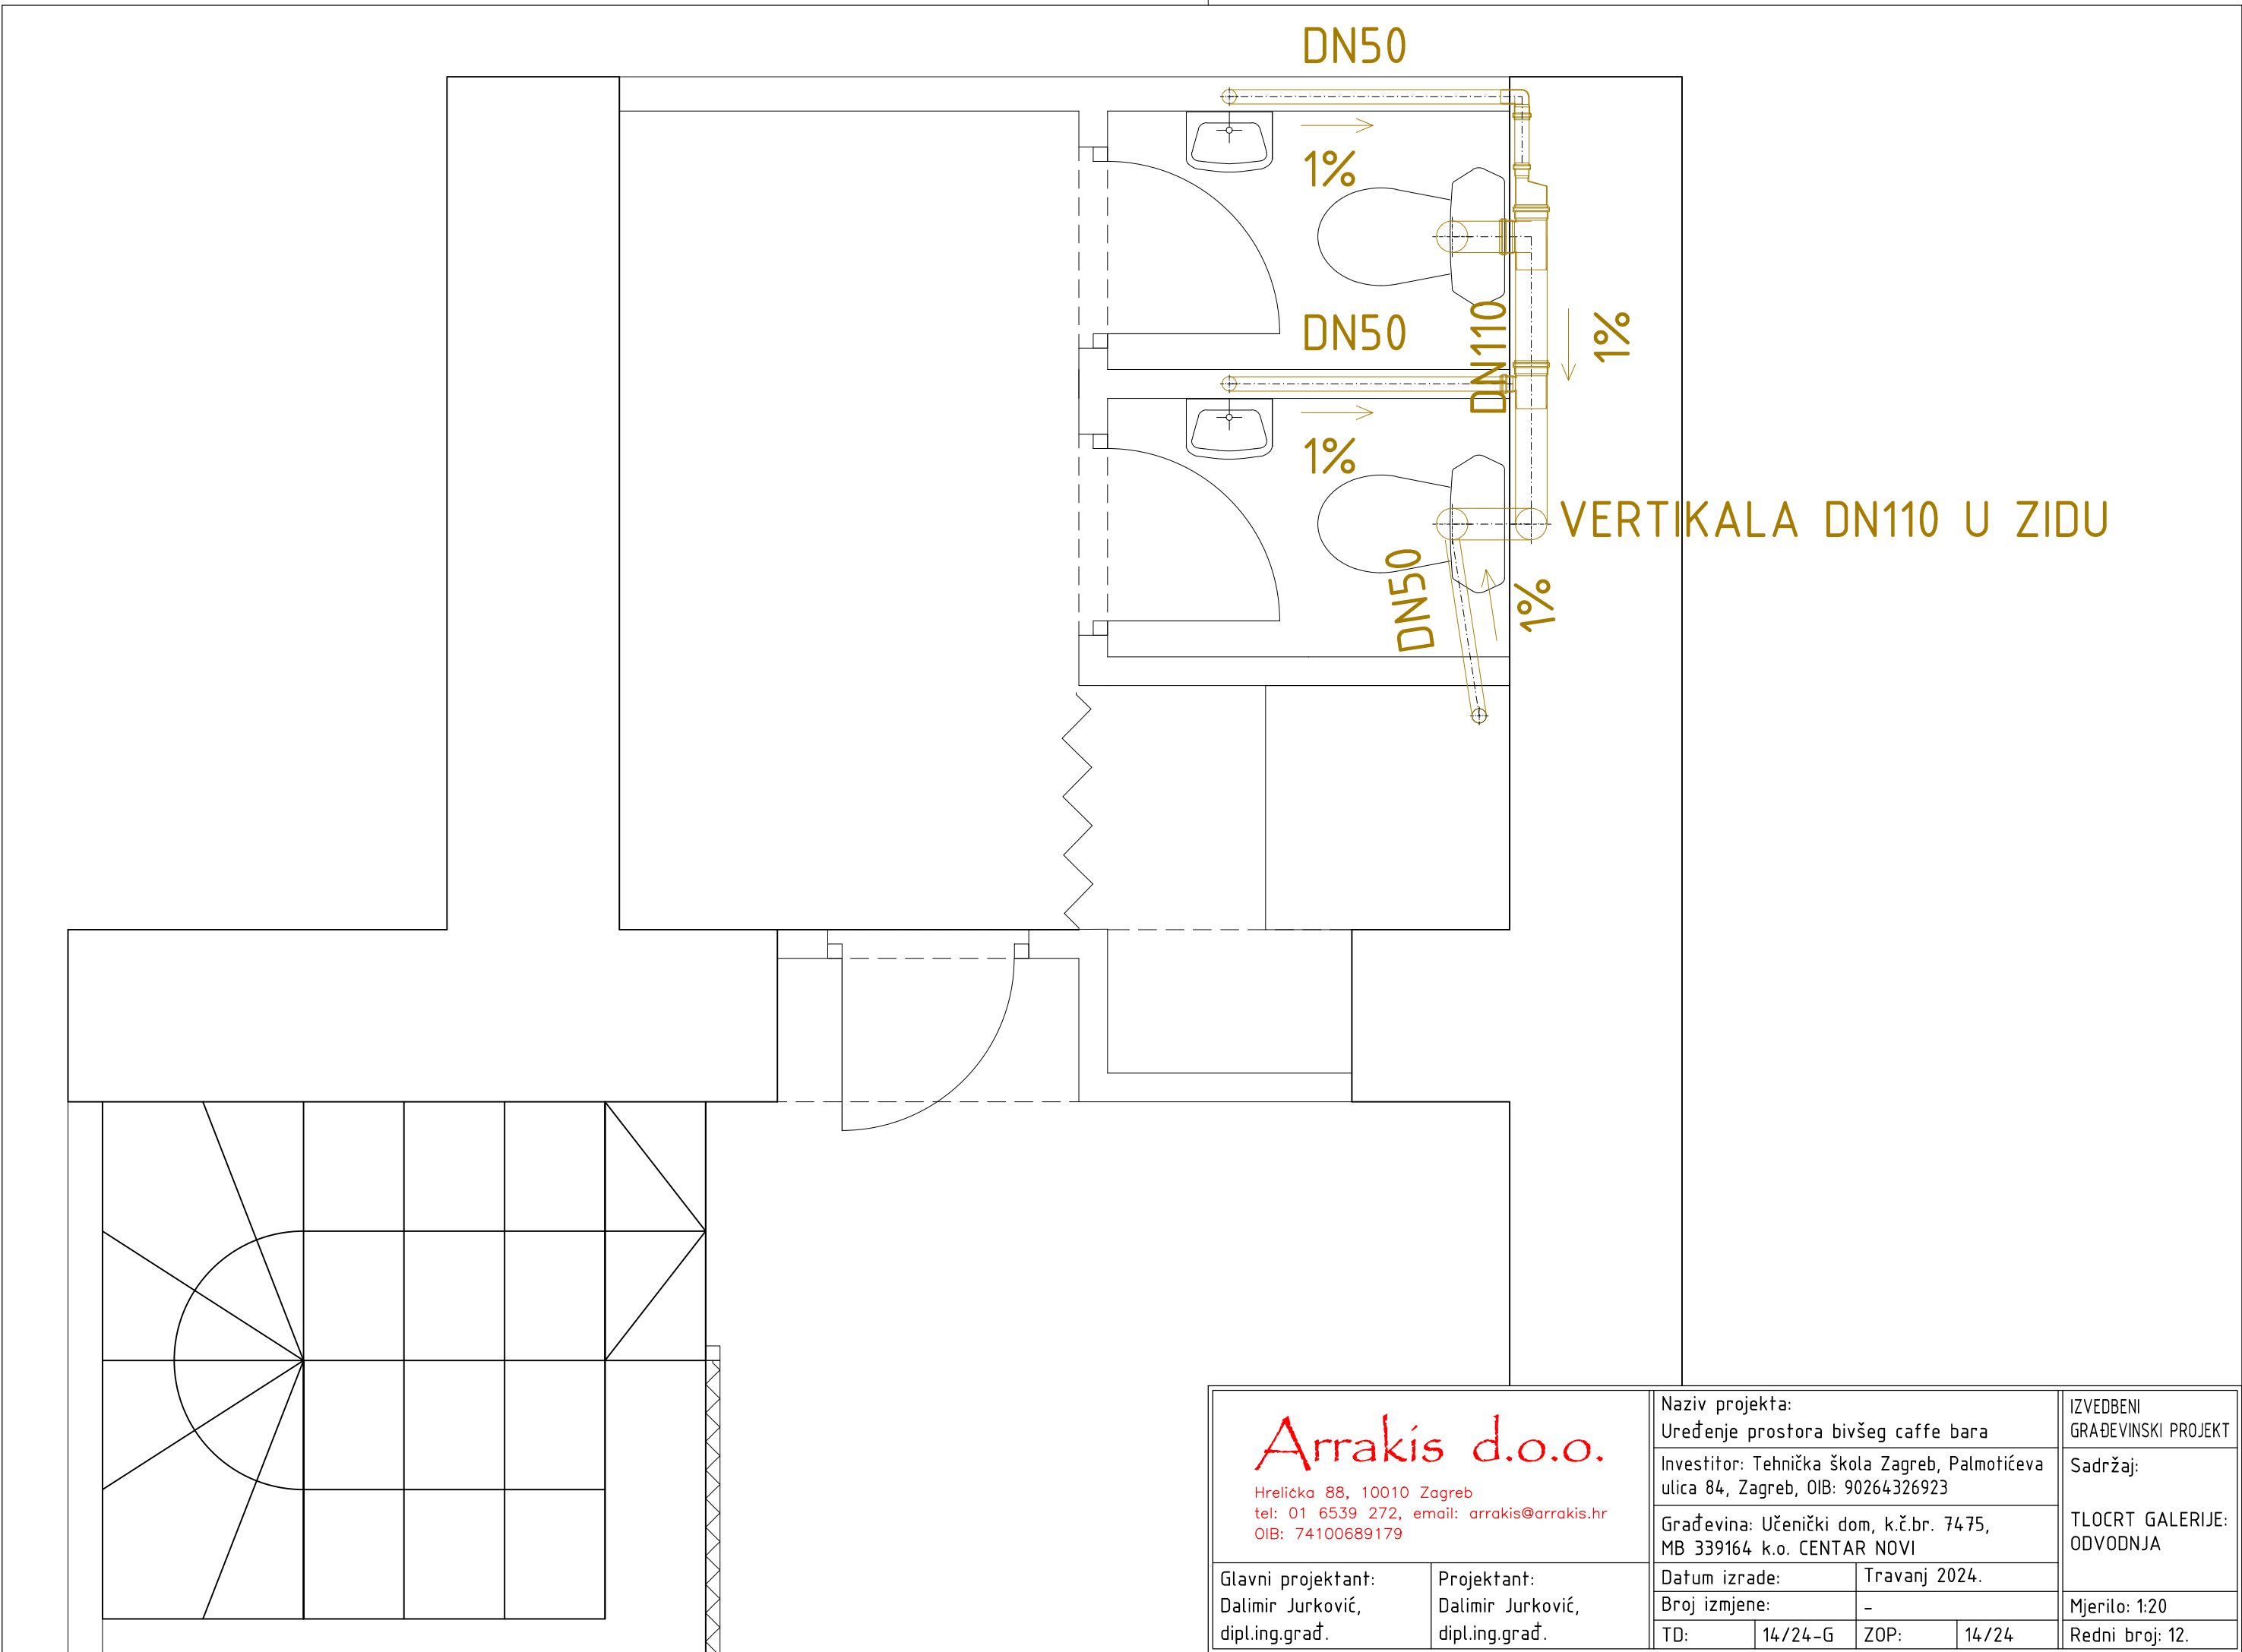 DN50
1%
DN50
DN110
1%
1%
VERTIKALA DN110 U ZIDU
DN50
1%
Arrakis d.o.o.
Hrelićka 88, 10010 Zagreb
tel: 01 6539 272, email: arrakis@arrakis.hr
OIB: 74100689179
Glavni projektant:
Dalimir Jurković,
dipl.ing.građ.
Projektant:
Dalimir Jurković,
dipl.ing.građ.
Naziv projekta:
Uređenje prostora bivšeg caffe bara
Investitor: Tehnička škola Zagreb, Palmotićeva
ulica 84, Zagreb, OIB: 90264326923
Građevina: Učenički dom, k.č.br. 7475,
MB 339164 k.o. CENTAR NOVI
Datum izrade: Travanj 2024.
Broj izmjene: -
TD: 14/24-G ZOP: 14/24
IZVEDBENI
GRAĐEVINSKI PROJEKT
Sadržaj:
TLOCRT GALERIJE:
ODVODNJA
Mjerilo: 1:20
Redni broj: 12.